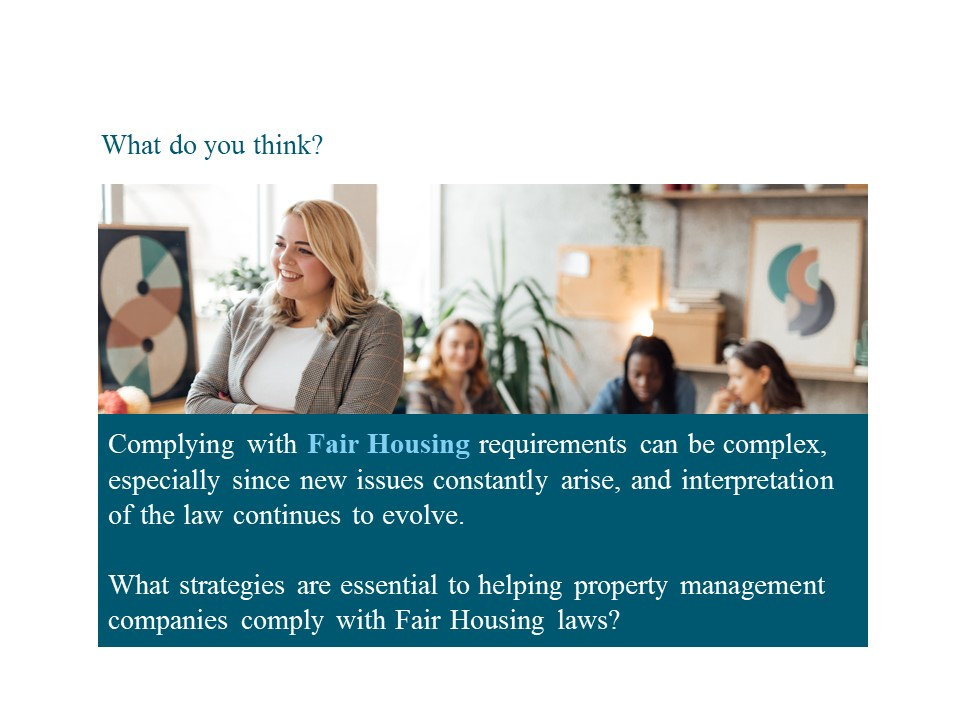 What do you think?
Complying with Fair Housing requirements can be complex,
especially since new issues constantly arise, and interpretation
of the law continues to evolve.
What strategies are essential to helping property management
companies comply with Fair Housing laws?